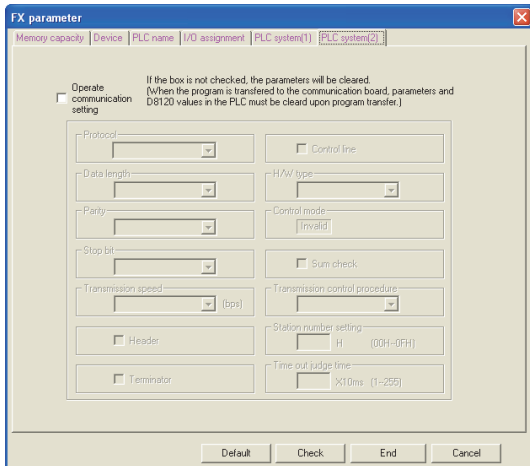 FX parameter
Memory capacity Device PLC name I/O assignment PLC system(1) PLC system(2)
Operate communication setting
If the box is not checked, the parameters will be cleared.
(When the program is transfered to the communication board, parameters and
D8120 values in the PLC must be cleard upon program transfer.)
Protocol
Control line
Data length
H/W type
Parity
Control mode
Invalid
Stop bit
Sum check
Transmission speed
(bps)
Transmission control procedure
Header
Station number setting
H (00H~0FH)
Terminator
Time out judge time
X10ms (1~255)
Default Check End Cancel